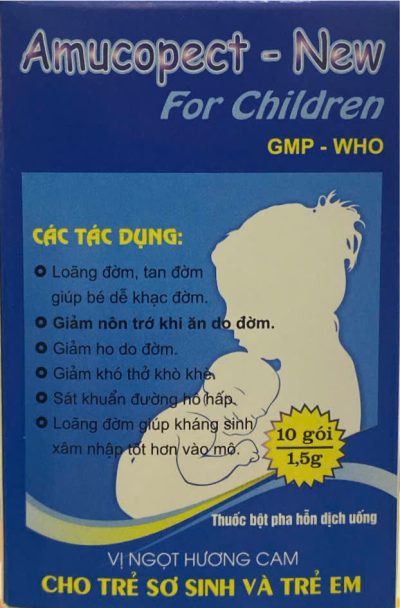 Amucopect - New
For Children
GMP - WHO
CÁC TÁC DỤNG:
Loãng đờm, tan đờm
giúp bé dễ khạc đờm.
Giảm nôn trớ khi ăn do đờm.
Giảm ho do đờm.
Giảm khó thở khò khè.
Sát khuẩn đường hô hấp.
Loãng đờm giúp kháng sinh
xâm nhập tốt hơn vào mô.
10 gói
1,5g
Thuốc bột pha hỗn dịch uống
VỊ NGỌT HƯƠNG CAM
CHO TRẺ SƠ SINH VÀ TRẺ EM